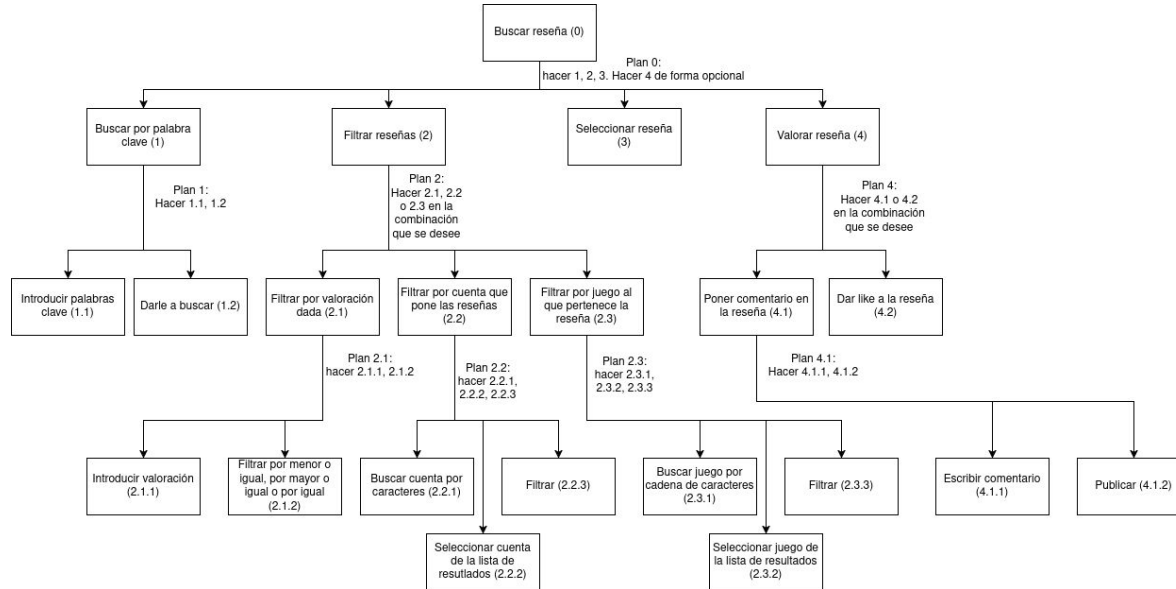 Buscar reseña (0)
Plan 0:
hacer 1, 2, 3. Hacer 4 de forma opcional
Buscar por palabra
clave (1)
Filtrar reseñas (2)
Seleccionar reseña
(3)
Valorar reseña (4)
Plan 1:
Hacer 1.1, 1.2
Plan 2:
Hacer 2.1, 2.2
o 2.3 en la
combinación
que se desee
Plan 4:
Hacer 4.1 o 4.2
en la combinación
que se desee
Introducir palabras
clave (1.1)
Darle a buscar (1.2)
Filtrar por valoración
dada (2.1)
Filtrar por cuenta que
pone las reseñas
(2.2)
Filtrar por juego al
que pertenece la
reseña (2.3)
Poner comentario en
la reseña (4.1)
Dar like a la reseña
(4.2)
Plan 2.1:
hacer 2.1.1, 2.1.2
Plan 2.2:
hacer 2.2.1,
2.2.2, 2.2.3
Plan 2.3:
hacer 2.3.1,
2.3.2, 2.3.3
Plan 4.1:
Hacer 4.1.1, 4.1.2
Introducir valoración
(2.1.1)
Filtrar por menor o
igual, por mayor o
igual o por igual
(2.1.2)
Buscar cuenta por
caracteres (2.2.1)
Filtrar (2.2.3)
Buscar juego por
cadena de caracteres
(2.3.1)
Filtrar (2.3.3)
Escribir comentario
(4.1.1)
Publicar (4.1.2)
Seleccionar cuenta
de la lista de
resutlados (2.2.2)
Seleccionar juego de
la lista de resultados
(2.3.2)